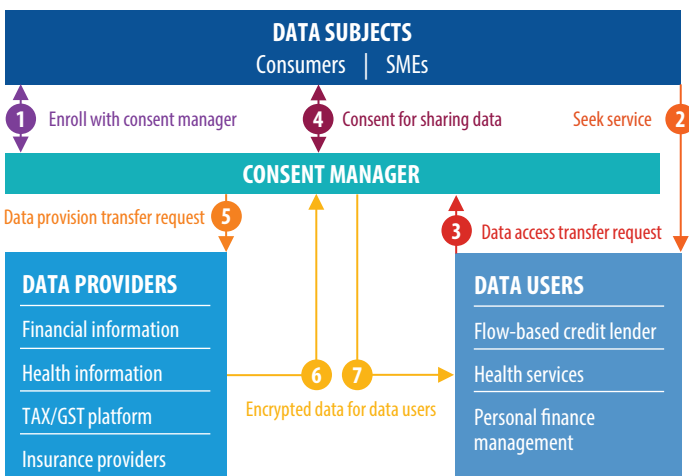 DATA SUBJECTS
Consumers | SMEs
1 Enroll with consent manager
4 Consent for sharing data
Seek service 2
CONSENT MANAGER
Data provision transfer request 5
3 Data access transfer request
DATA PROVIDERS
Financial information
Health information
TAX/GST platform
Insurance providers
6 7
Encrypted data for data users
DATA USERS
Flow-based credit lender
Health services
Personal finance
management